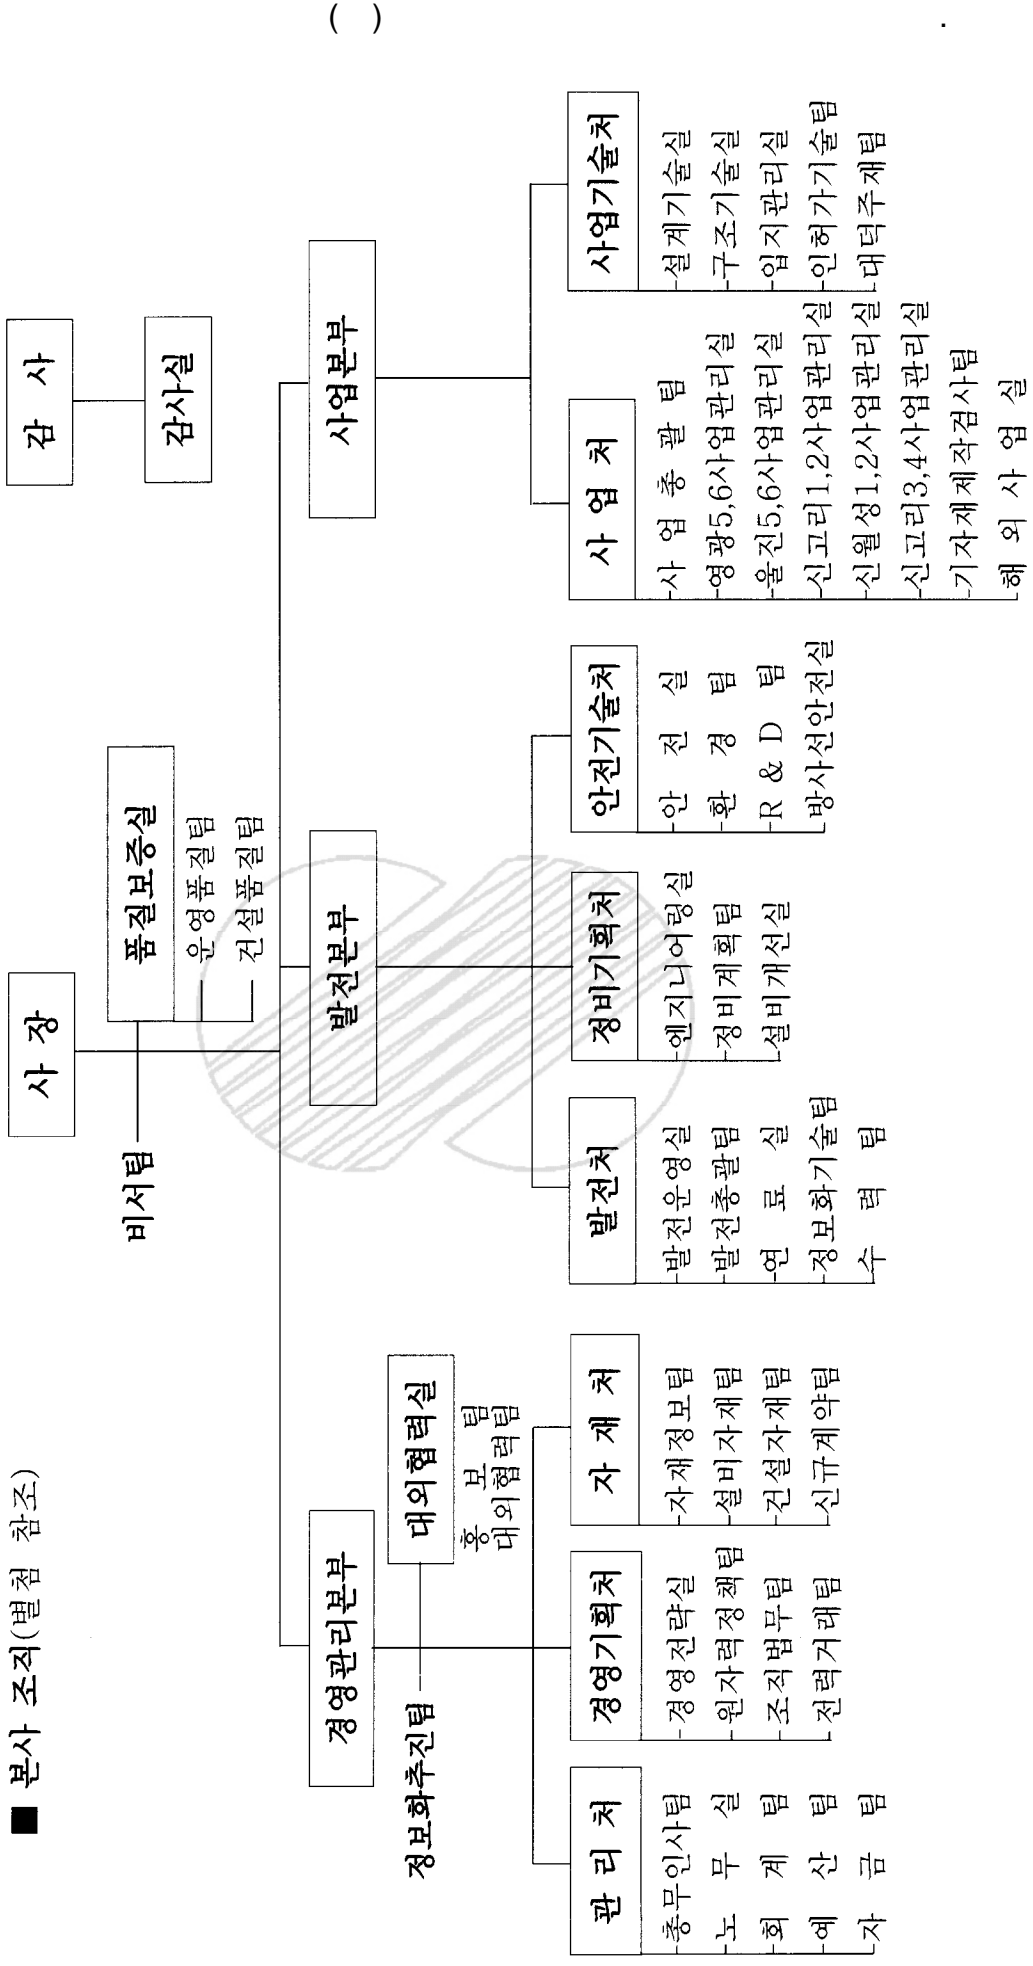 ( ) .
■ 본사 조직(별첨 참조)
사 장
감 사
감사실
비서팀
품질보증실
운영품질팀
건설품질팀
경영관리본부
발전본부
사업본부
정보화추진팀
대외협력실
홍 보 팀
대외협력팀
관 리 처
총무인사팀
노 무 실
회 계 팀
예 산 팀
자 금 팀
경영기획처
경영전략실
원자력정책팀
조직법무팀
전력거래팀
자 재 처
자재정보팀
설비자재팀
건설자재팀
신규계약팀
발전처
발전운영실
발전총괄팀
연 료 실
정보화기술팀
수 력 팀
정비기획처
엔지니어링실
정비계획팀
설비개선실
안전기술처
안 전 실
환 경 팀
R & D 팀
방사선안전실
사 업 처
사 업 총 괄 팀
영광5,6사업관리실
울진5,6사업관리실
신고리1,2사업관리실
신월성1,2사업관리실
신고리3,4사업관리실
기자재제작검사팀
해 외 사 업 실
사업기술처
설계기술실
구조기술실
입지관리실
인허가기술팀
대덕주재팀